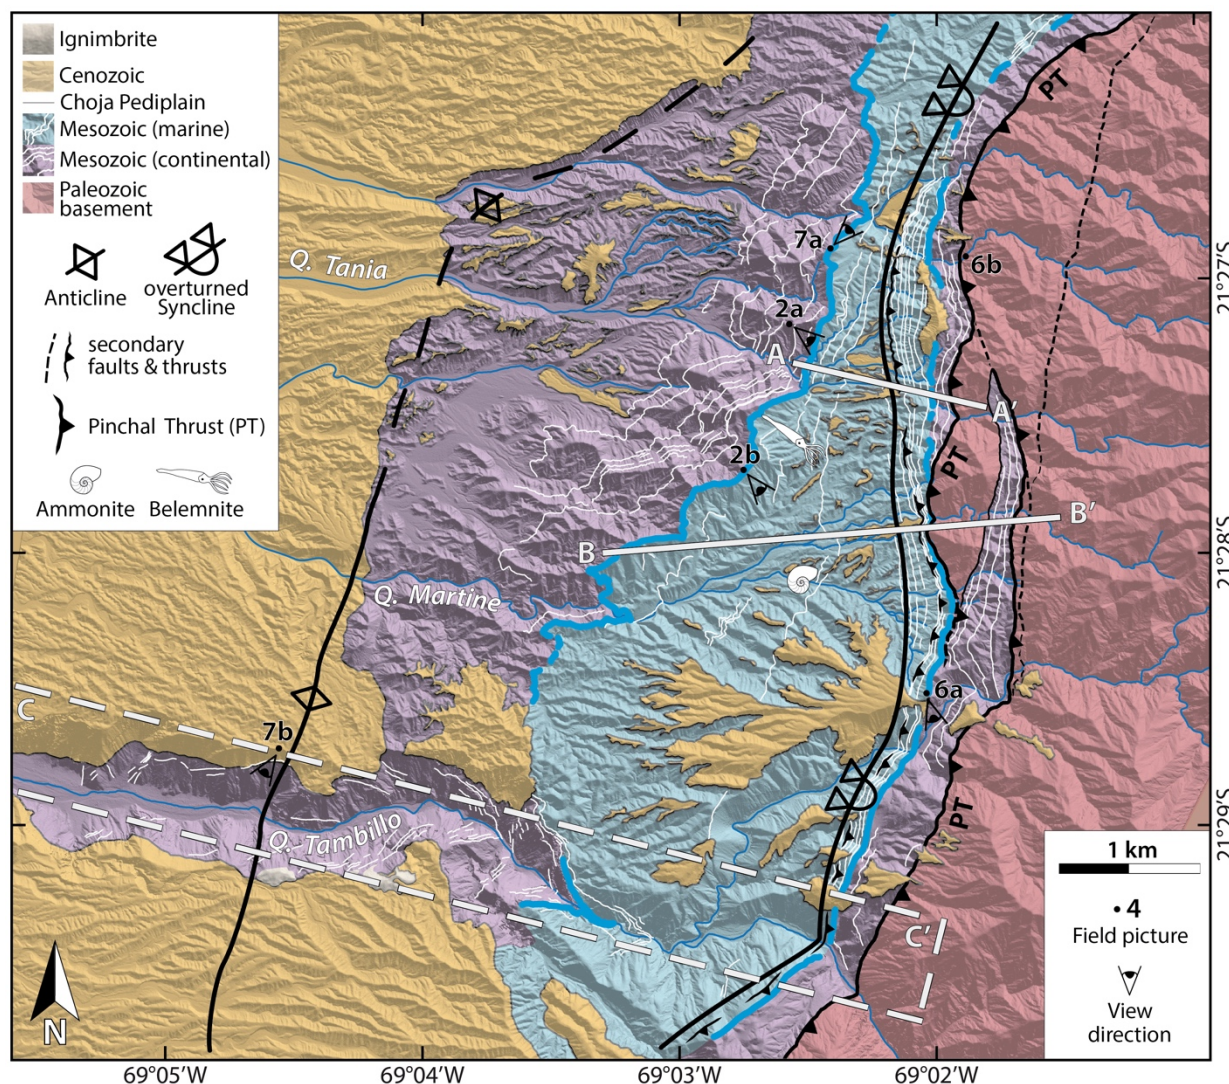 Ignimbrite
Cenozoic
Choja Pediplain
Mesozoic (marine)
Mesozoic (continental)
Paleozoic
basement
Anticline
overturned
Syncline
secondary
faults & thrusts
Pinchal Thrust (PT)
Ammonite
Belemnite
PT
Q. Tania
7a
6b
2a
A
A'
21°27'S
2b
PT
B
B'
21°28'S
Q. Martine
6a
C
7b
Q. Tambillo
PT
21°29'S
C'
1 km
• 4
Field picture
View
direction
N
69°05'W
69°04'W
69°03'W
69°02'W